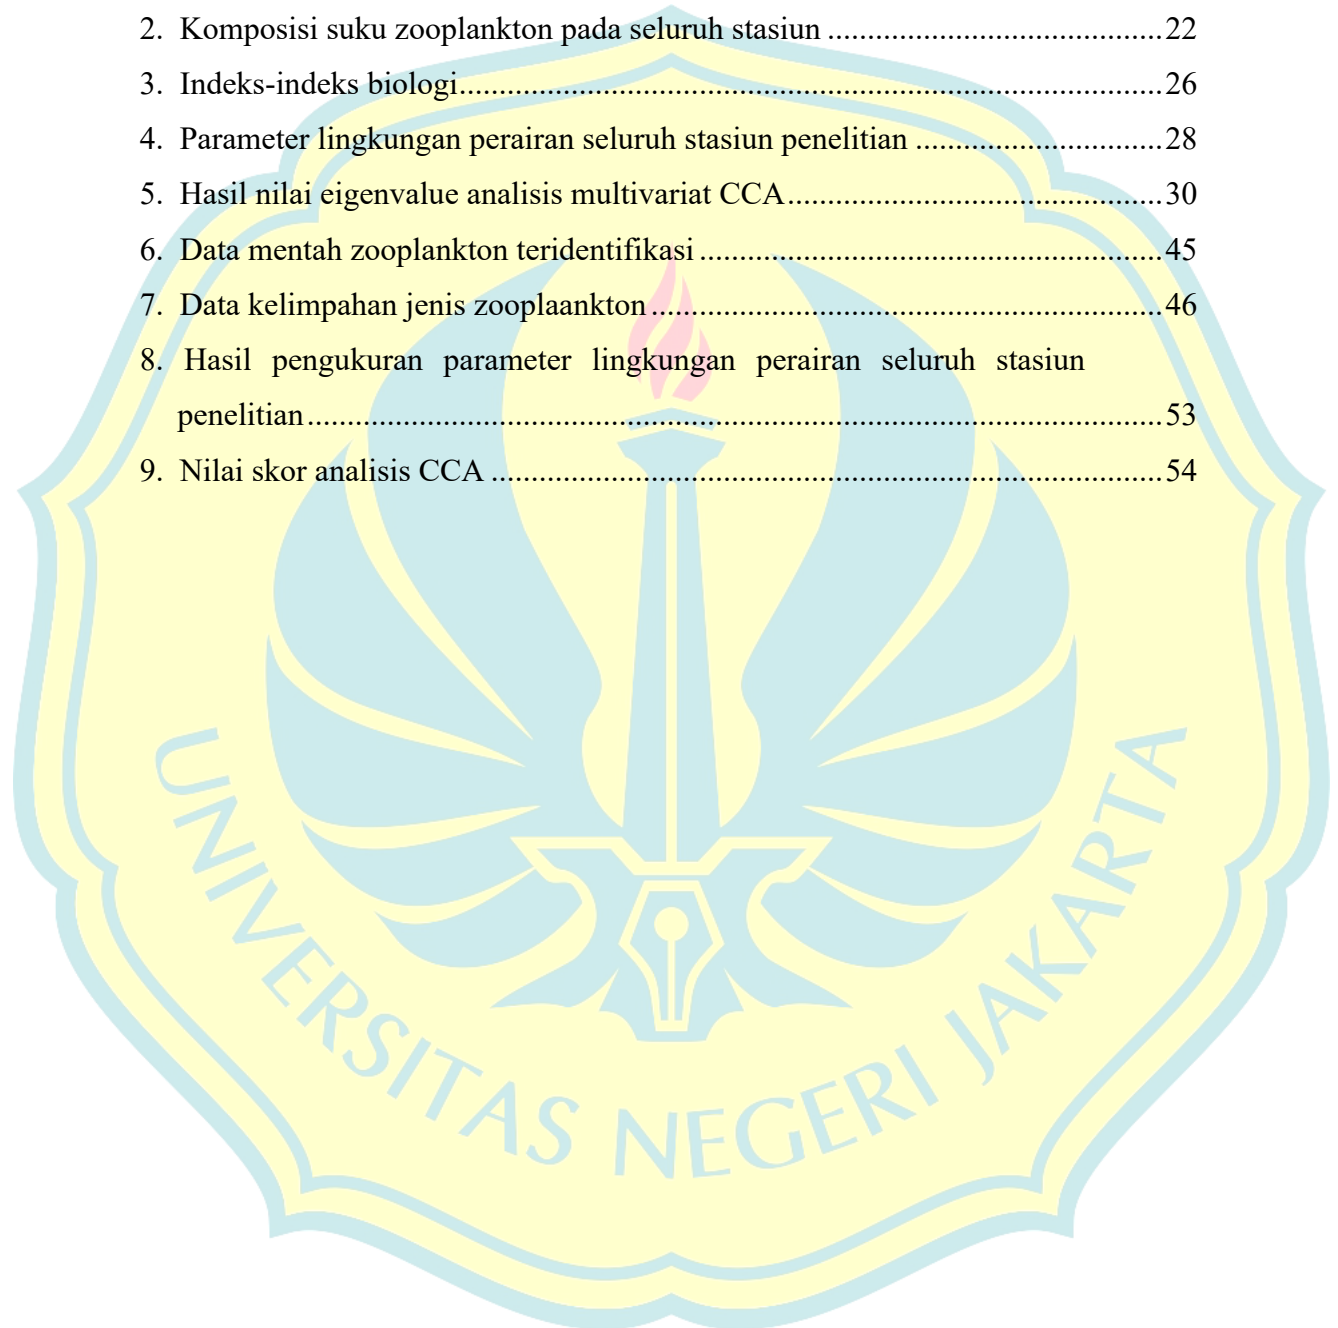 2. Komposisi suku zooplankton pada seluruh stasiun ........................................22
3. Indeks-indeks biologi....................................................................................26
4. Parameter lingkungan perairan seluruh stasiun penelitian ..............................28
5. Hasil nilai eigenvalue analisis multivariat CCA.............................................30
6. Data mentah zooplankton teridentifikasi ........................................................45
7. Data kelimpahan jenis zooplaankton ..............................................................46
8. Hasil pengukuran parameter lingkungan perairan seluruh stasiun
penelitian.........................................................................................................53
9. Nilai skor analisis CCA ..................................................................................54
UNIVERSITAS NEGERI JAKARTA